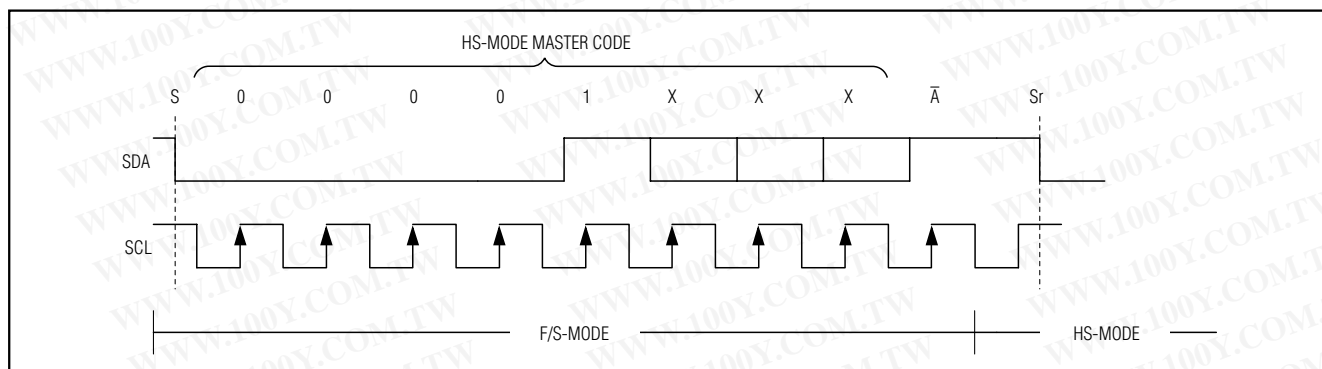 HS-MODE MASTER CODE
S 0 0 0 0 1 X X X A̅ Sr
SDA
SCL
F/S-MODE HS-MODE
WWW.100Y.COM.TW